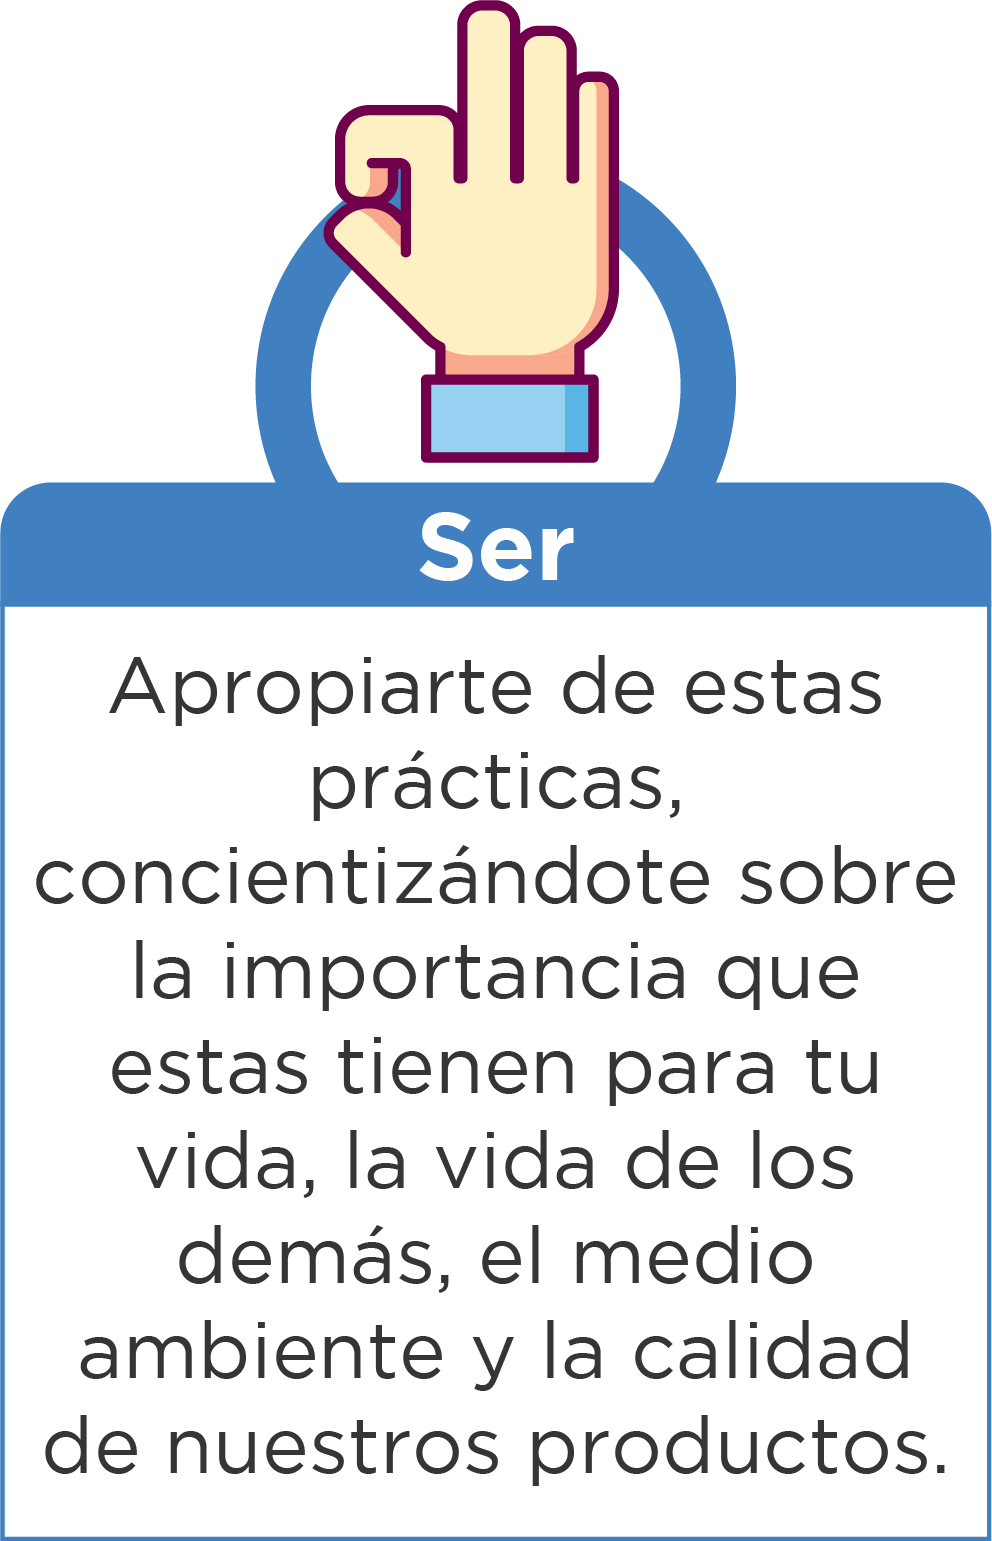 Ser
Apropiarte de estas
prácticas,
concientizándote sobre
la importancia que
estas tienen para tu
vida, la vida de los
demás, el medio
ambiente y la calidad
de nuestros productos.